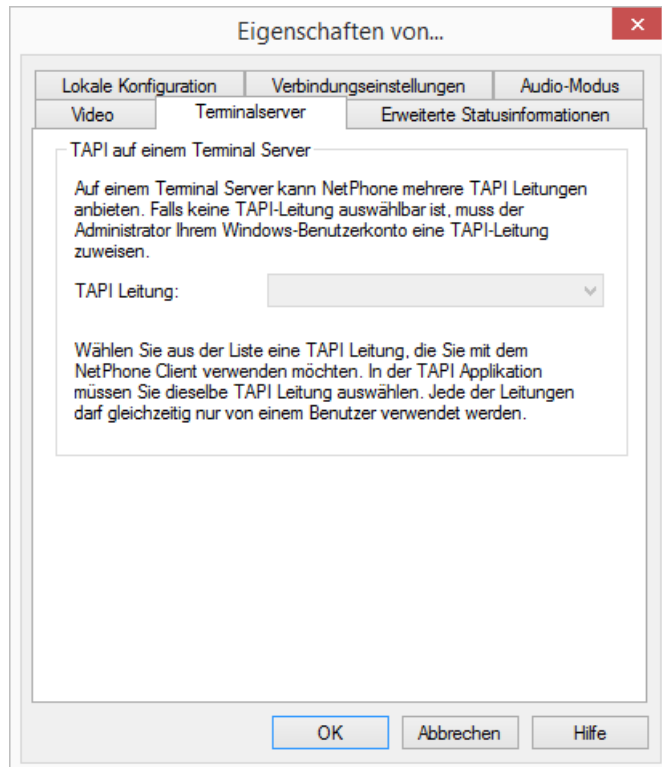 Eigenschaften von...
Lokale Konfiguration
Verbindungseinstellungen
Audio-Modus
Video
Terminalserver
Erweiterte Statusinformationen
TAPI auf einem Terminal Server
Auf einem Terminal Server kann NetPhone mehrere TAPI Leitungen
anbieten. Falls keine TAPI-Leitung auswählbar ist, muss der
Administrator Ihrem Windows-Benutzerkonto eine TAPI-Leitung
zuweisen.
TAPI Leitung:
Wählen Sie aus der Liste eine TAPI Leitung, die Sie mit dem
NetPhone Client verwenden möchten. In der TAPI Applikation
müssen Sie dieselbe TAPI Leitung auswählen. Jede der Leitungen
darf gleichzeitig nur von einem Benutzer verwendet werden.
OK
Abbrechen
Hilfe